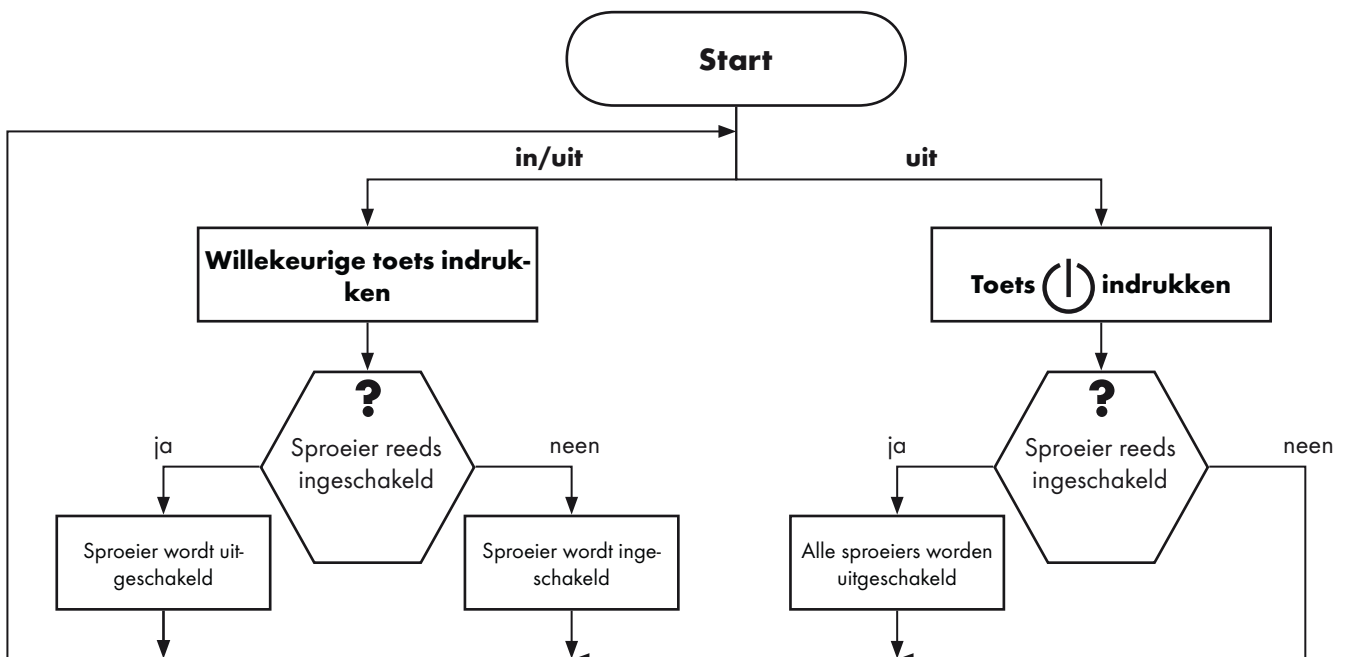 Start
in/uit
uit
Willekeurige toets indruk-
ken
Toets indrukken
?
Sproeier reeds
ingeschakeld
ja
neen
?
Sproeier reeds
ingeschakeld
ja
neen
Sproeier wordt uit-
geschakeld
Sproeier wordt inge-
schakeld
Alle sproeiers worden
uitgeschakeld